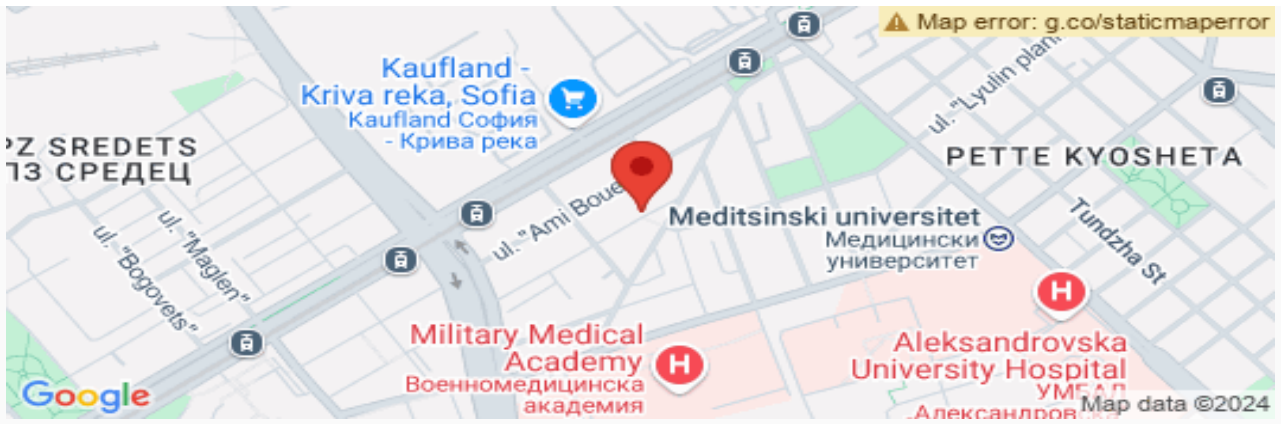 Map error: g.co/staticmaperror
ul. "Lyulin plani
Kaufland -
Kriva reka, Sofia
Kaufland София
- Крива река
PZ SREDETS
ПЗ СРЕДЕЦ
PETTE KYOSHETA
ul. "Ami Boue
Meditsinski universitet
Медицински
университет
Tundzha St
ul. "Maglen"
ul. "Bogovets"
H
Military Medical
Academy
Военномедицинска
академия
H
Aleksandrovska
University Hospital
УМБАЛ
„Александров
Google
Map data ©2024